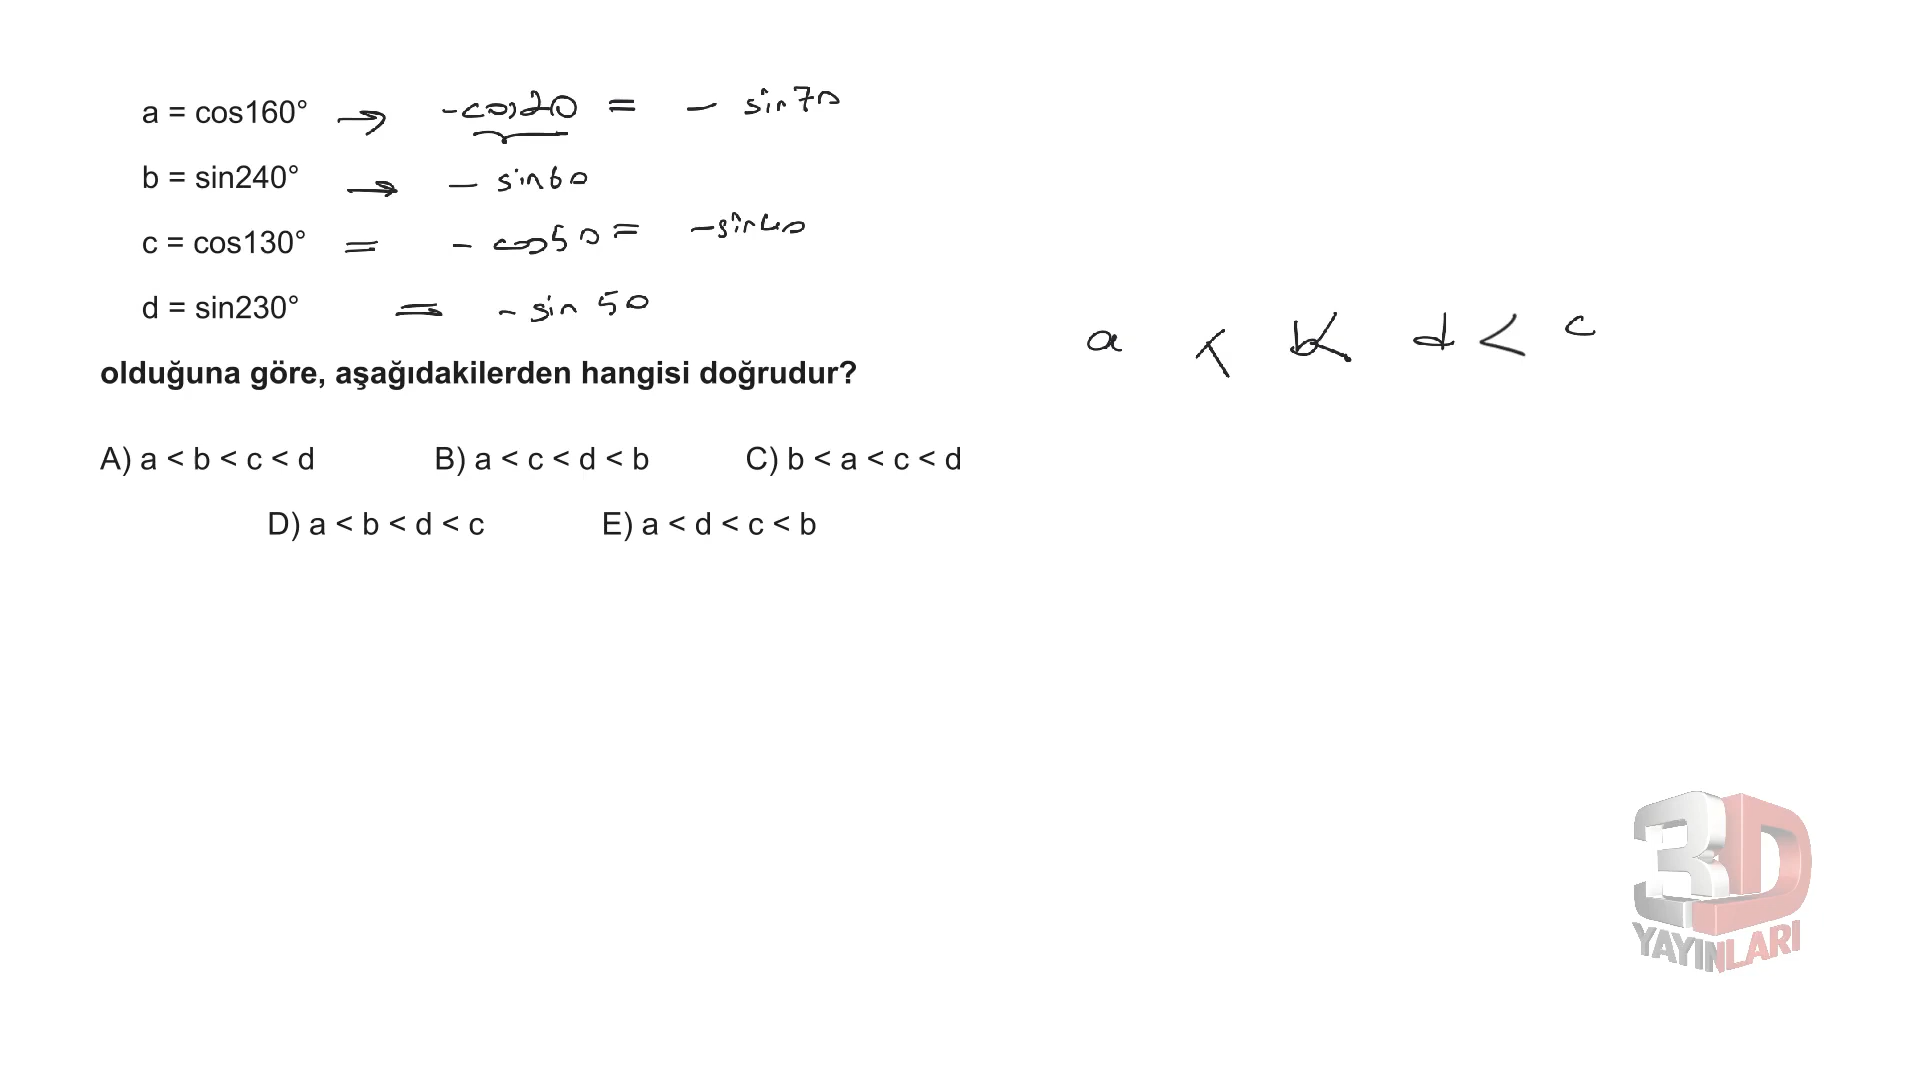 a = cos160° → -cos20 = - sin70
b = sin240° → - sin60
c = cos130° = - cos50 = -sin40
d = sin230° = - sin 50
a < b < d < c
olduğuna göre, aşağıdakilerden hangisi doğrudur?
A) a < b < c < d B) a < c < d < b C) b < a < c < d
D) a < b < d < c E) a < d < c < b
3D
YAYINLARI